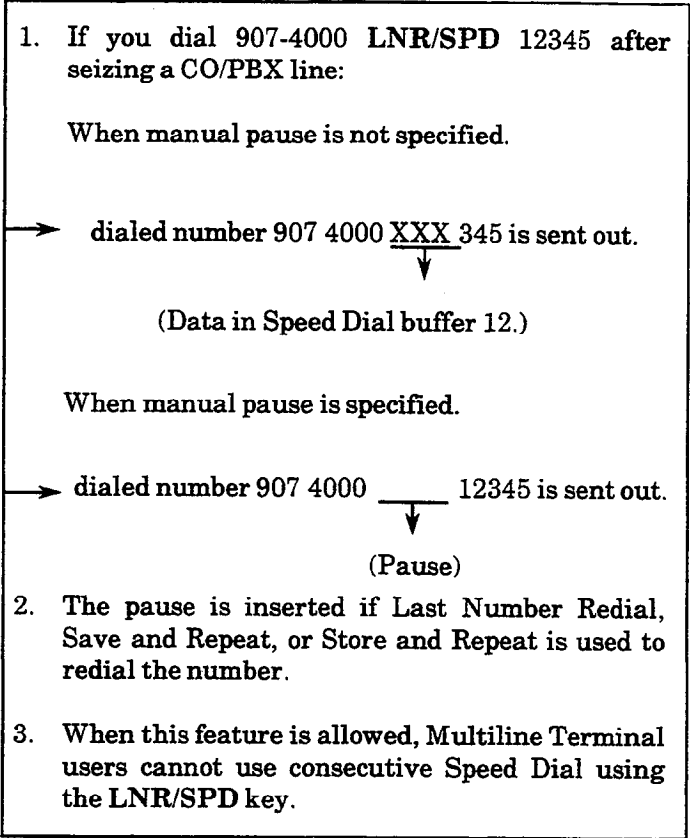 1. If you dial 907-4000 LNR/SPD 12345 after
seizing a CO/PBX line:
When manual pause is not specified.
dialed number 907 4000 XXX 345 is sent out.
(Data in Speed Dial buffer 12.)
When manual pause is specified.
dialed number 907 4000 ____ 12345 is sent out.
(Pause)
2. The pause is inserted if Last Number Redial,
Save and Repeat, or Store and Repeat is used to
redial the number.
3. When this feature is allowed, Multiline Terminal
users cannot use consecutive Speed Dial using
the LNR/SPD key.